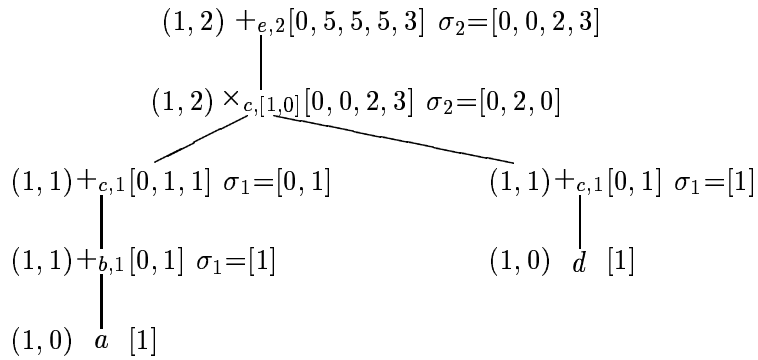 (1, 2) +e,2[0, 5, 5, 5, 3] σ2=[0, 0, 2, 3]
(1, 2) ×c,[1,0][0, 0, 2, 3] σ2=[0, 2, 0]
(1, 1)+c,1[0, 1, 1] σ1=[0, 1] (1, 1)+c,1[0, 1] σ1=[1]
(1, 1)+b,1[0, 1] σ1=[1] (1, 0) d [1]
(1, 0) a [1]